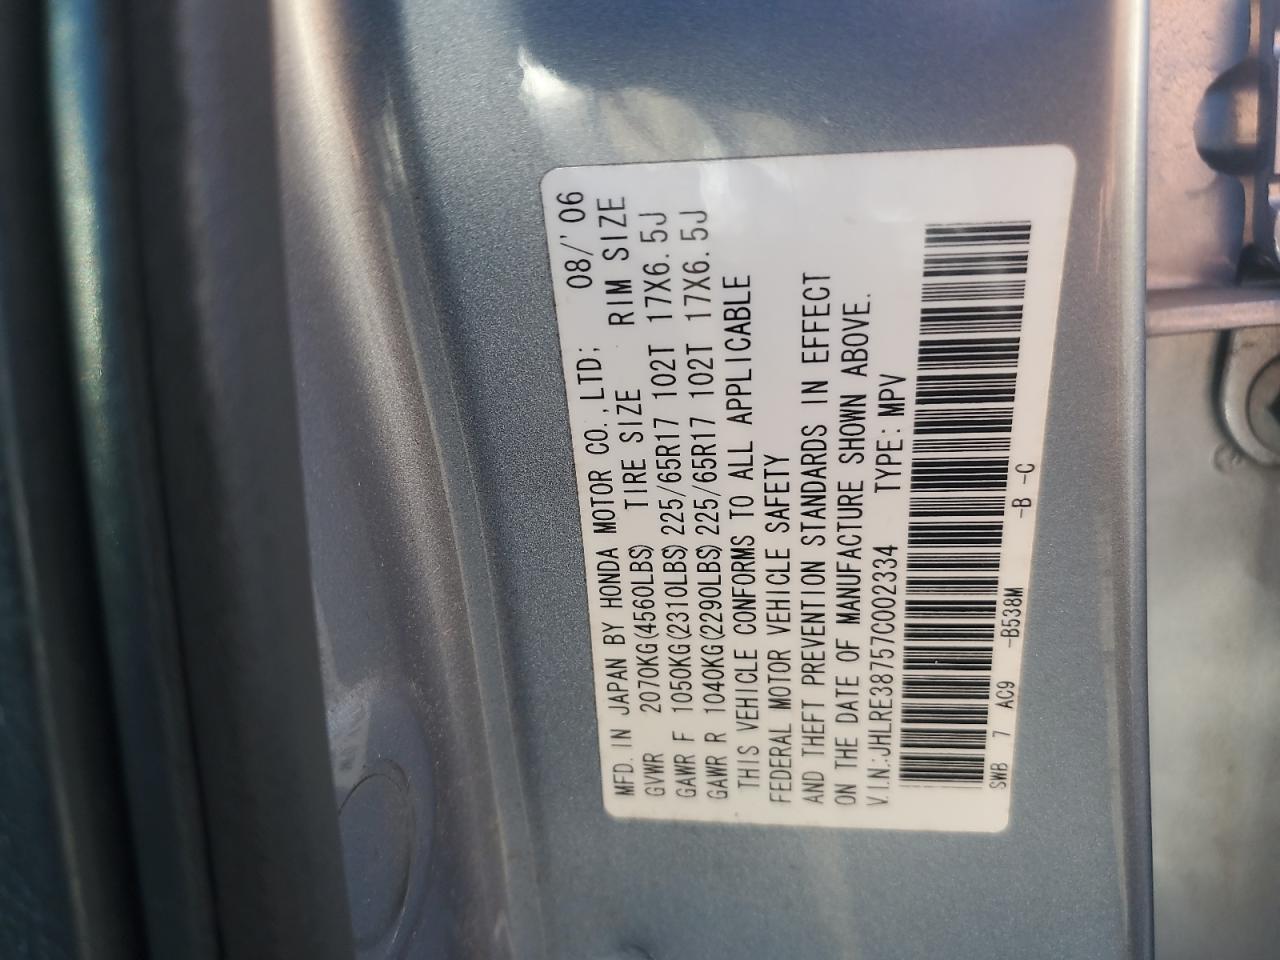 MFD. IN JAPAN BY HONDA MOTOR CO.,LTD; 08/'06
GVWR 2070KG(4560LBS) TIRE SIZE RIM SIZE
GAWR F 1050KG(2310LBS) 225/65R17 102T 17X6.5J
GAWR R 1040KG(2290LBS) 225/65R17 102T 17X6.5J
THIS VEHICLE CONFORMS TO ALL APPLICABLE
FEDERAL MOTOR VEHICLE SAFETY
AND THEFT PREVENTION STANDARDS IN EFFECT
ON THE DATE OF MANUFACTURE SHOWN ABOVE.
V.I.N.:JHLRE38757C002334 TYPE:MPV
SWB 7 AC9 -B538M -B -C